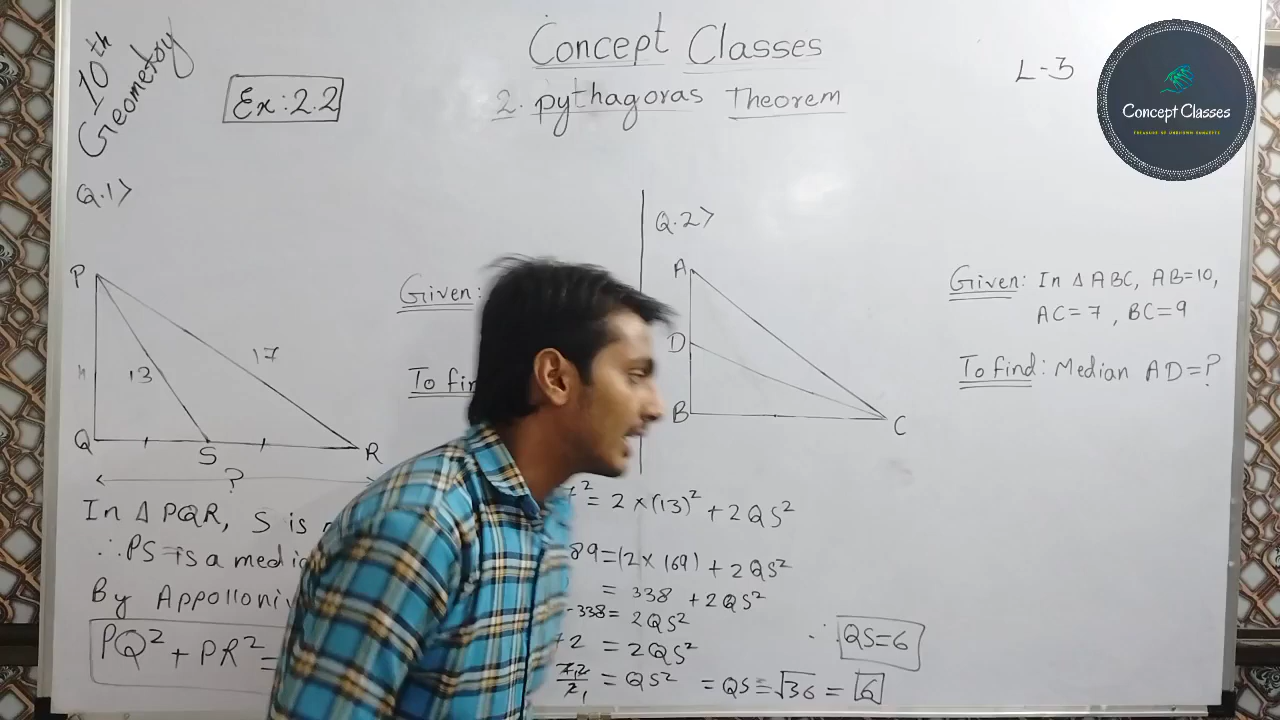 10th
Geometry
Ex:2.2
Concept Classes
2. pythagoras Theorem
L-3
Concept Classes
Q.1>
P
13
17
Q
S
R
?
Given:
To fin
Q.2>
A
D
B
C
Given: In Δ ABC, AB=10,
AC=7, BC=9
To find: Median AD=?
In Δ PQR, S is
∴PS is a media
By Appolloni
PQ² + PR² =
² = 2×(13)² + 2QS²
89=(2×169) + 2QS²
= 338 + 2QS²
-338= 2QS²
72 = 2QS²
72/2 = QS² = QS=√36 = 6
∴ QS=6